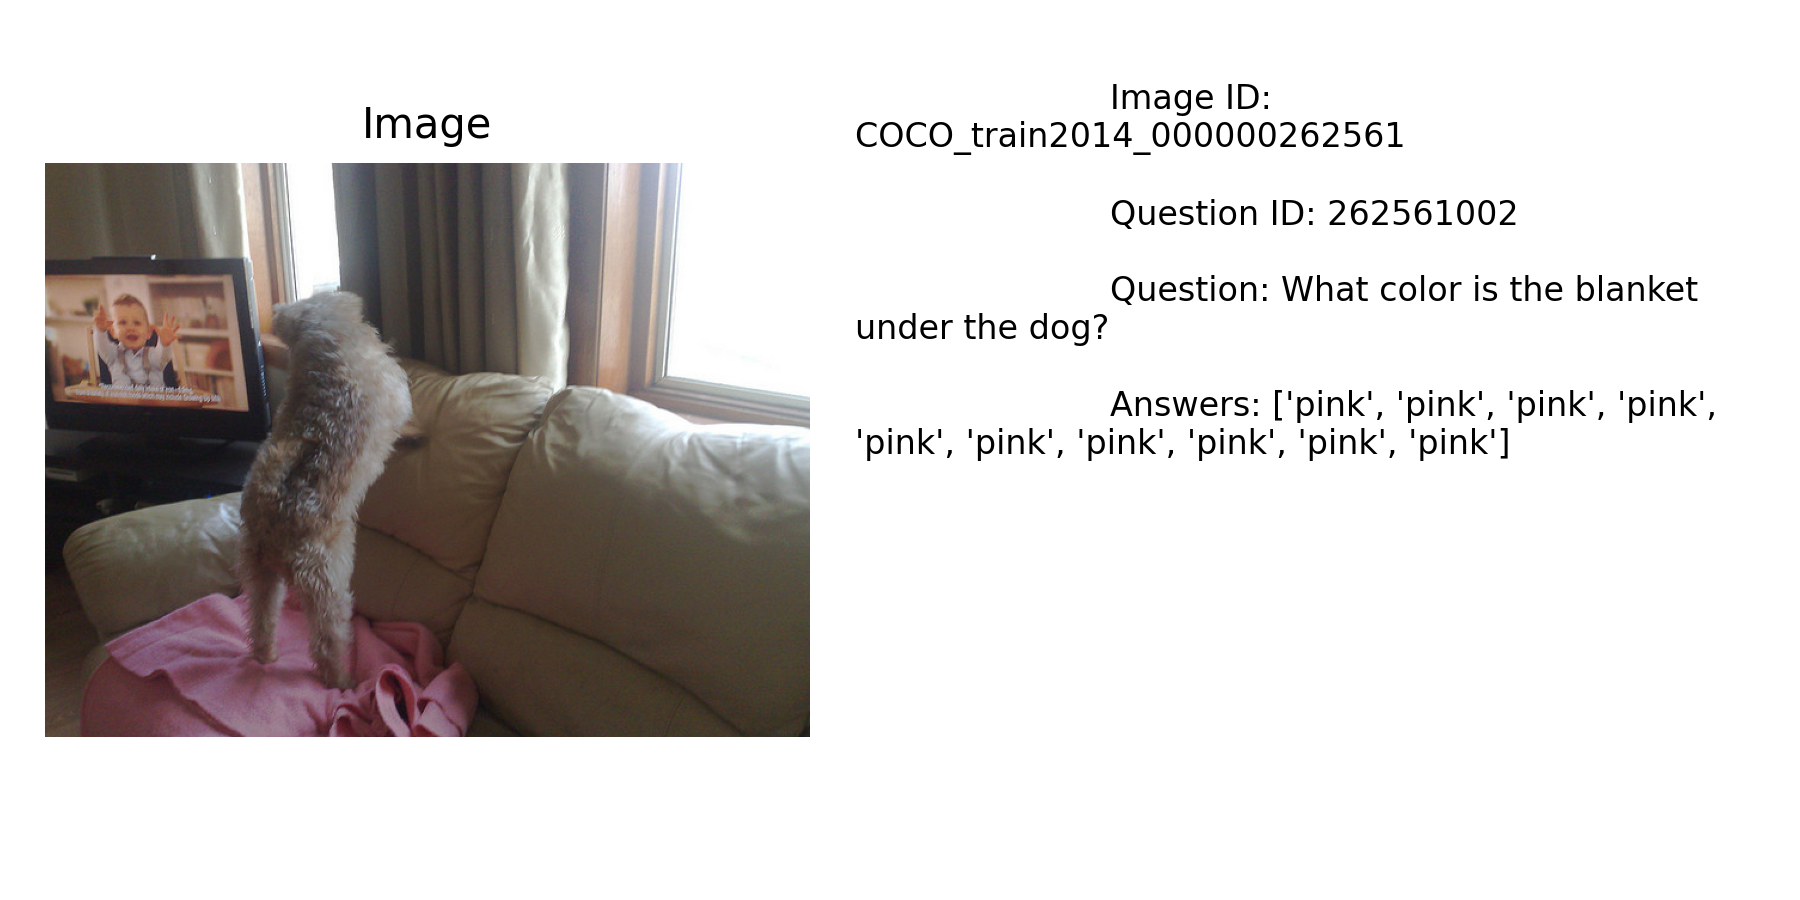 Image
Image ID:
COCO_train2014_000000262561
Question ID: 262561002
Question: What color is the blanket
under the dog?
Answers: ['pink', 'pink', 'pink', 'pink',
'pink', 'pink', 'pink', 'pink', 'pink', 'pink']